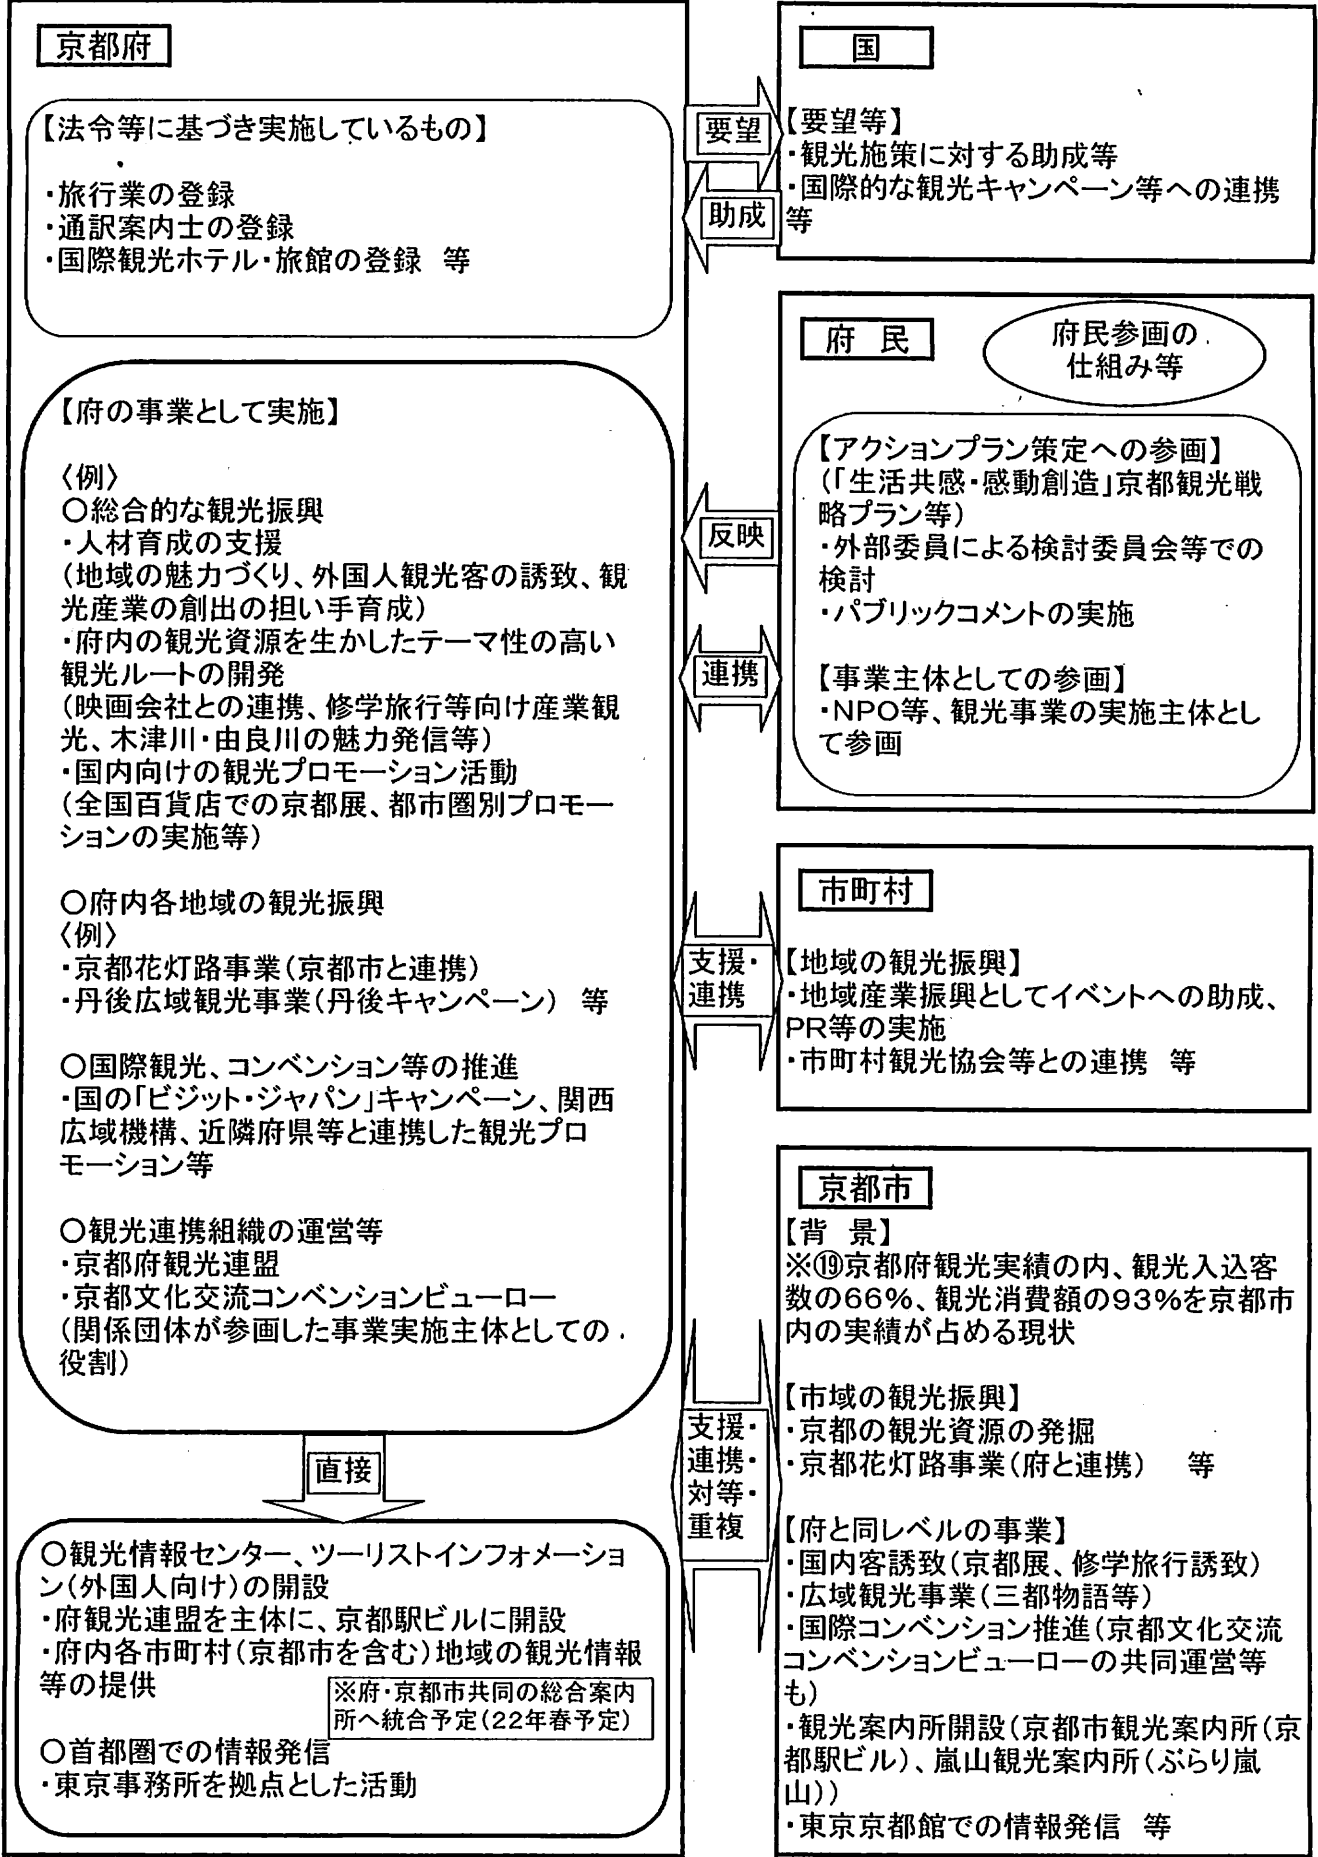 京都府
【法令等に基づき実施しているもの】
・旅行業の登録
・通訳案内士の登録
・国際観光ホテル・旅館の登録　等
【府の事業として実施】
〈例〉
○総合的な観光振興
・人材育成の支援
(地域の魅力づくり、外国人観光客の誘致、観
光産業の創出の担い手育成)
・府内の観光資源を生かしたテーマ性の高い
観光ルートの開発
(映画会社との連携、修学旅行等向け産業観
光、木津川・由良川の魅力発信等)
・国内向けの観光プロモーション活動
(全国百貨店での京都展、都市圏別プロモー
ションの実施等)
○府内各地域の観光振興
〈例〉
・京都花灯路事業(京都市と連携)
・丹後広域観光事業(丹後キャンペーン)　等
○国際観光、コンベンション等の推進
・国の「ビジット・ジャパン」キャンペーン、関西
広域機構、近隣府県等と連携した観光プロ
モーション等
○観光連携組織の運営等
・京都府観光連盟
・京都文化交流コンベンションビューロー
(関係団体が参画した事業実施主体としての
役割)
直接
○観光情報センター、ツーリストインフォメーショ
ン(外国人向け)の開設
・府観光連盟を主体に、京都駅ビルに開設
・府内各市町村(京都市を含む)地域の観光情報
等の提供
※府・京都市共同の総合案内
所へ統合予定(22年春予定)
○首都圏での情報発信
・東京事務所を拠点とした活動
要望
助成
反映
連携
支援・
連携
支援・
連携・
対等・
重複
国
【要望等】
・観光施策に対する助成等
・国際的な観光キャンペーン等への連携
等
府 民
府民参画の
仕組み等
【アクションプラン策定への参画】
(「生活共感・感動創造」京都観光戦
略プラン等)
・外部委員による検討委員会等での
検討
・パブリックコメントの実施
【事業主体としての参画】
・NPO等、観光事業の実施主体とし
て参画
市町村
【地域の観光振興】
・地域産業振興としてイベントへの助成、
PR等の実施
・市町村観光協会等との連携　等
京都市
【背 景】
※⑲京都府観光実績の内、観光入込客
数の66%、観光消費額の93%を京都市
内の実績が占める現状
【市域の観光振興】
・京都の観光資源の発掘
・京都花灯路事業(府と連携)　等
【府と同レベルの事業】
・国内客誘致(京都展、修学旅行誘致)
・広域観光事業(三都物語等)
・国際コンベンション推進(京都文化交流
コンベンションビューローの共同運営等
も)
・観光案内所開設(京都市観光案内所(京
都駅ビル)、嵐山観光案内所(ぶらり嵐
山))
・東京京都館での情報発信　等